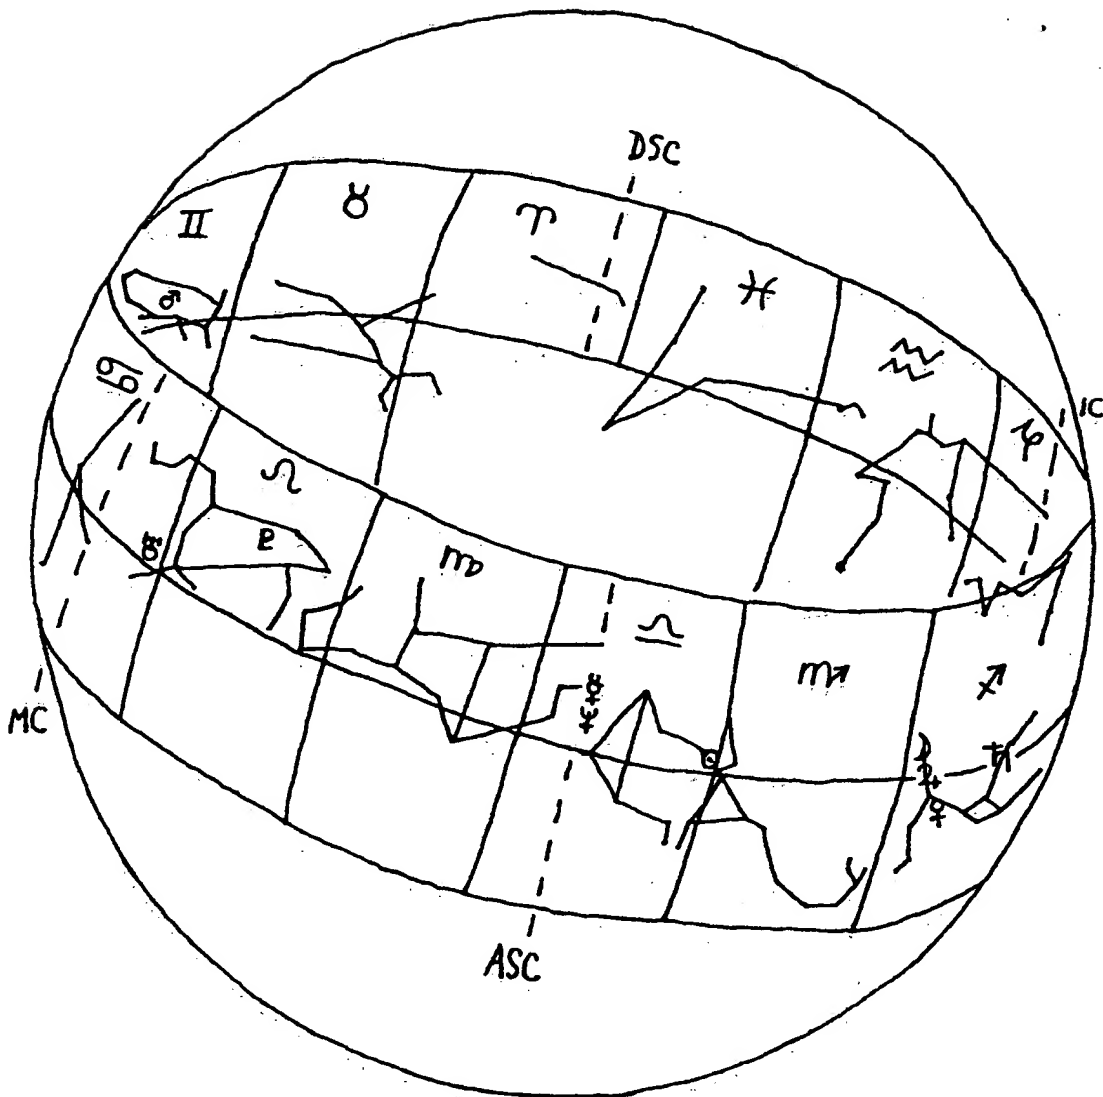 DSC
♊ ♉ ♈ ♓ ♒ ♑
IC
♂
♋ ♌ ♍ ♎ ♏ ♐
♇
☿
♆
☽
♃
♀
♄
MC
ASC